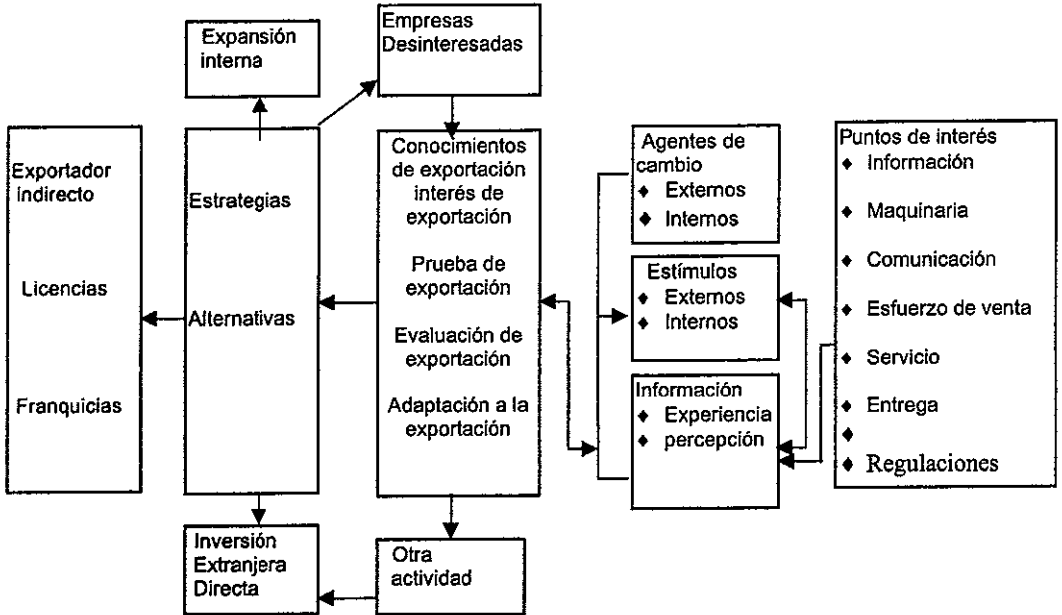 Expansión
interna
Empresas
Desinteresadas
Exportador
Indirecto
Licencias
Franquicias
Estrategias
Alternativas
Conocimientos
de exportación
interés de
exportación
Prueba de
exportación
Evaluación de
exportación
Adaptación a la
exportación
Agentes de
cambio
♦ Externos
♦ Internos
Estímulos
♦ Externos
♦ Internos
Información
♦ Experiencia
♦ percepción
Puntos de interés
♦ Información
♦ Maquinaria
♦ Comunicación
♦ Esfuerzo de venta
♦ Servicio
♦ Entrega
♦
♦ Regulaciones
Inversión
Extranjera
Directa
Otra
actividad